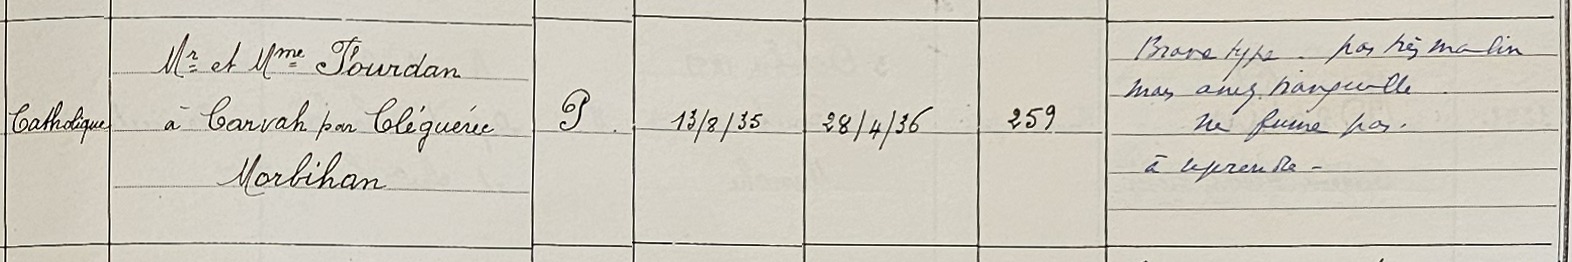 Catholique
Mr et Mme Jourdan
à Carvah par Cléguérec
Morbihan
P
13/8/35
28/4/36
259
Brave type - pas très malin
mais assez tranquille
ne fume pas.
à reprendre -